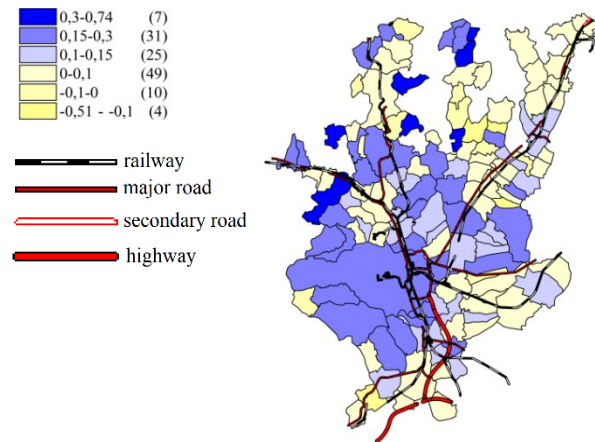 0,3-0,74 (7)
0,15-0,3 (31)
0,1-0,15 (25)
0-0,1 (49)
-0,1-0 (10)
-0,51 - -0,1 (4)
railway
major road
secondary road
highway